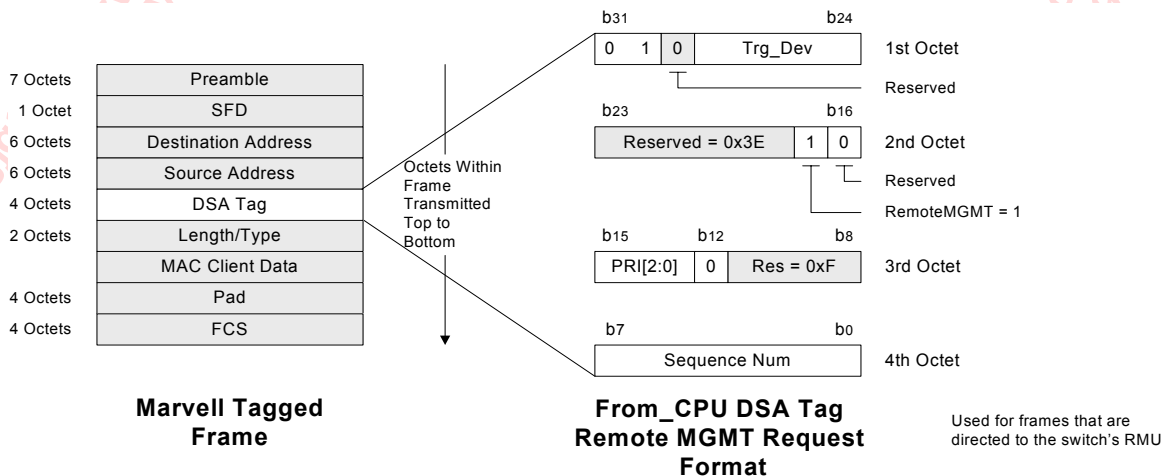 7 Octets Preamble
1 Octet SFD
6 Octets Destination Address
6 Octets Source Address
4 Octets DSA Tag
2 Octets Length/Type
MAC Client Data
4 Octets Pad
4 Octets FCS
Octets Within
Frame
Transmitted
Top to
Bottom
b31 b24
0 1 0 Trg_Dev 1st Octet
Reserved
b23 b16
Reserved = 0x3E 1 0 2nd Octet
Reserved
RemoteMGMT = 1
b15 b12 b8
PRI[2:0] 0 Res = 0xF 3rd Octet
b7 b0
Sequence Num 4th Octet
Marvell Tagged
Frame
From_CPU DSA Tag
Remote MGMT Request
Format
Used for frames that are
directed to the switch's RMU